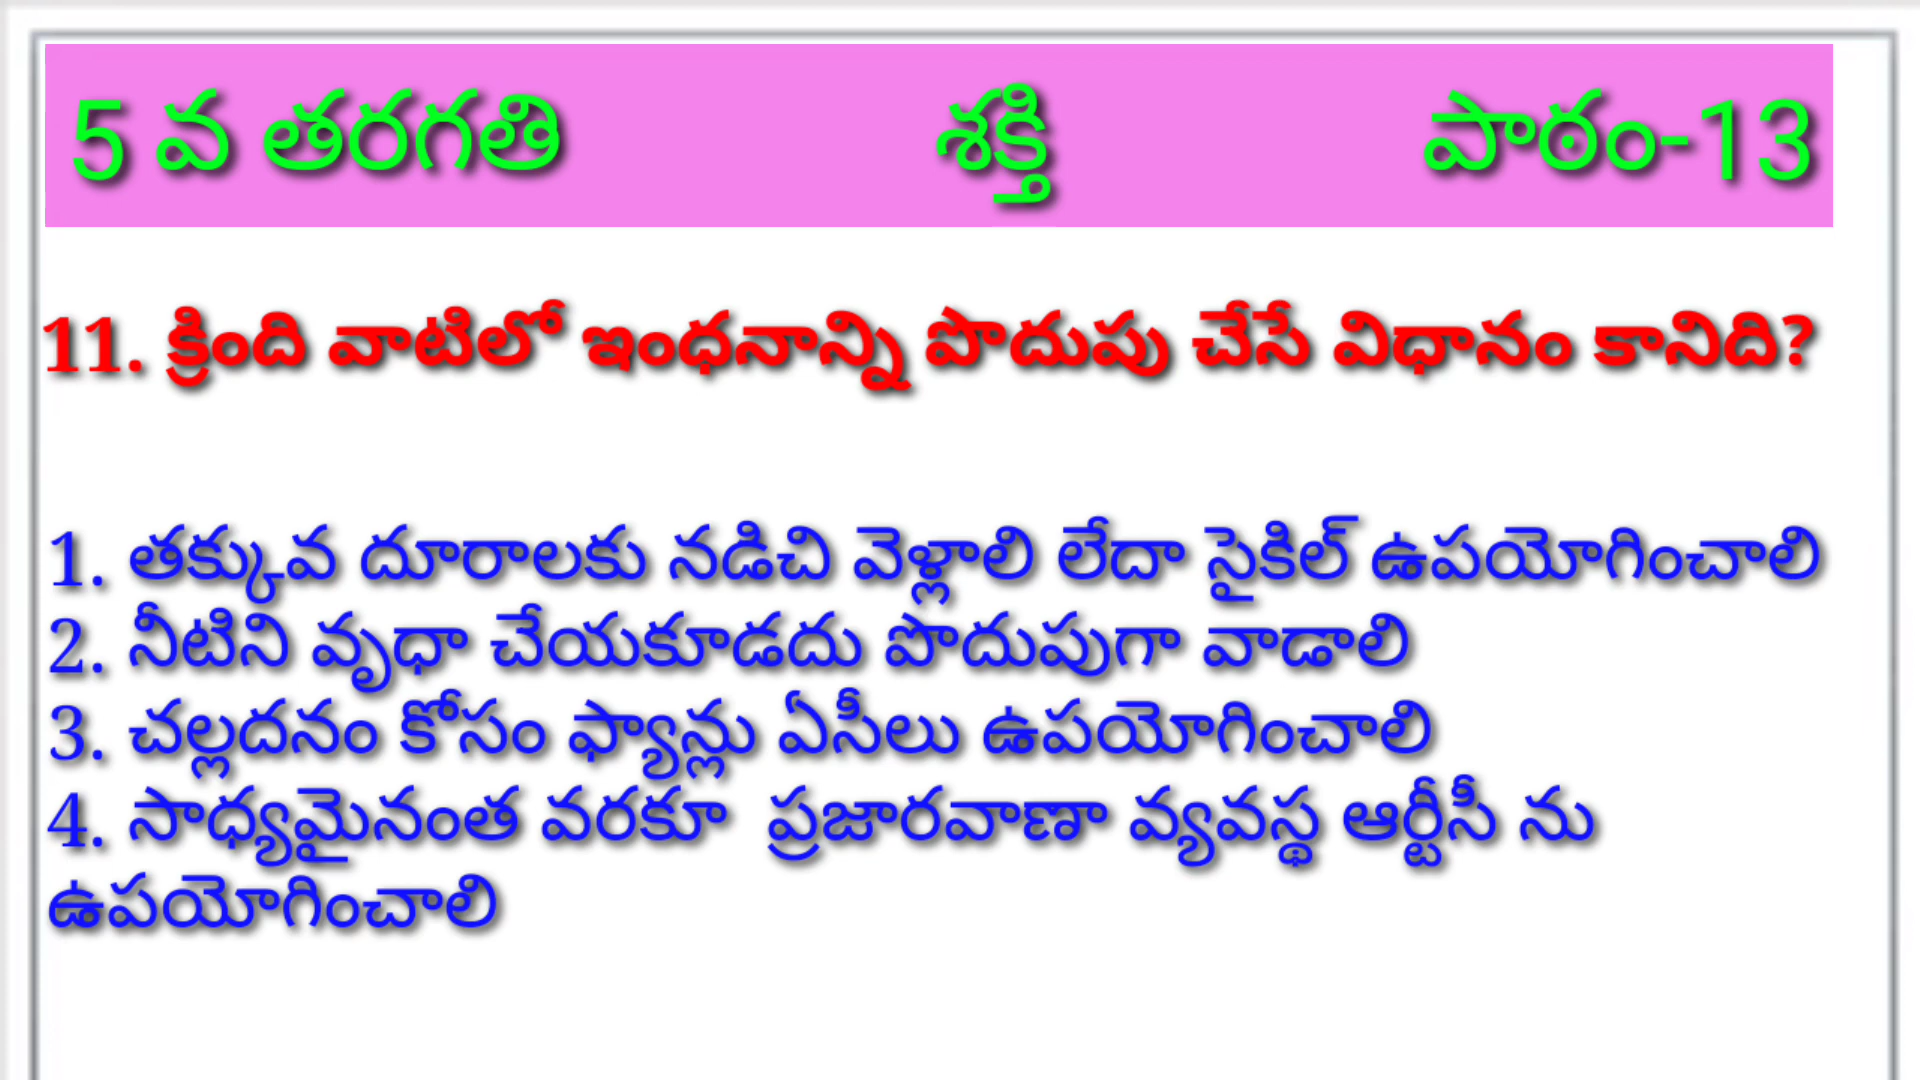 5 వ తరగతి శక్తి పాఠం-13
11. క్రింది వాటిలో ఇంధనాన్ని పొదుపు చేసే విధానం కానిది?
1. తక్కువ దూరాలకు నడిచి వెళ్లాలి లేదా సైకిల్ ఉపయోగించాలి
2. నీటిని వృధా చేయకూడదు పొదుపుగా వాడాలి
3. చల్లదనం కోసం ఫ్యాన్లు ఏసీలు ఉపయోగించాలి
4. సాధ్యమైనంత వరకూ ప్రజారవాణా వ్యవస్థ ఆర్టీసీ ను
ఉపయోగించాలి